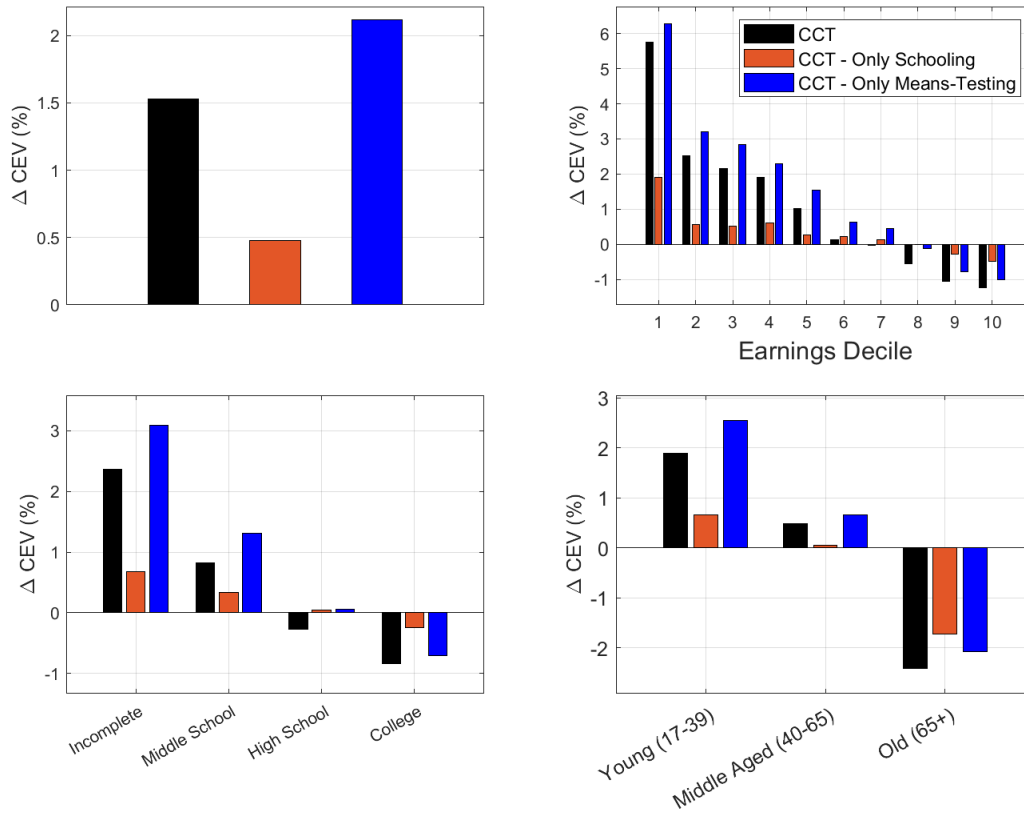 Δ CEV (%)
2
1.5
1
0.5
0
Δ CEV (%)
6
5
4
3
2
1
0
-1
CCT
CCT - Only Schooling
CCT - Only Means-Testing
1 2 3 4 5 6 7 8 9 10
Earnings Decile
Δ CEV (%)
3
2
1
0
-1
Incomplete
Middle School
High School
College
Δ CEV (%)
3
2
1
0
-1
-2
Young (17-39)
Middle Aged (40-65)
Old (65+)